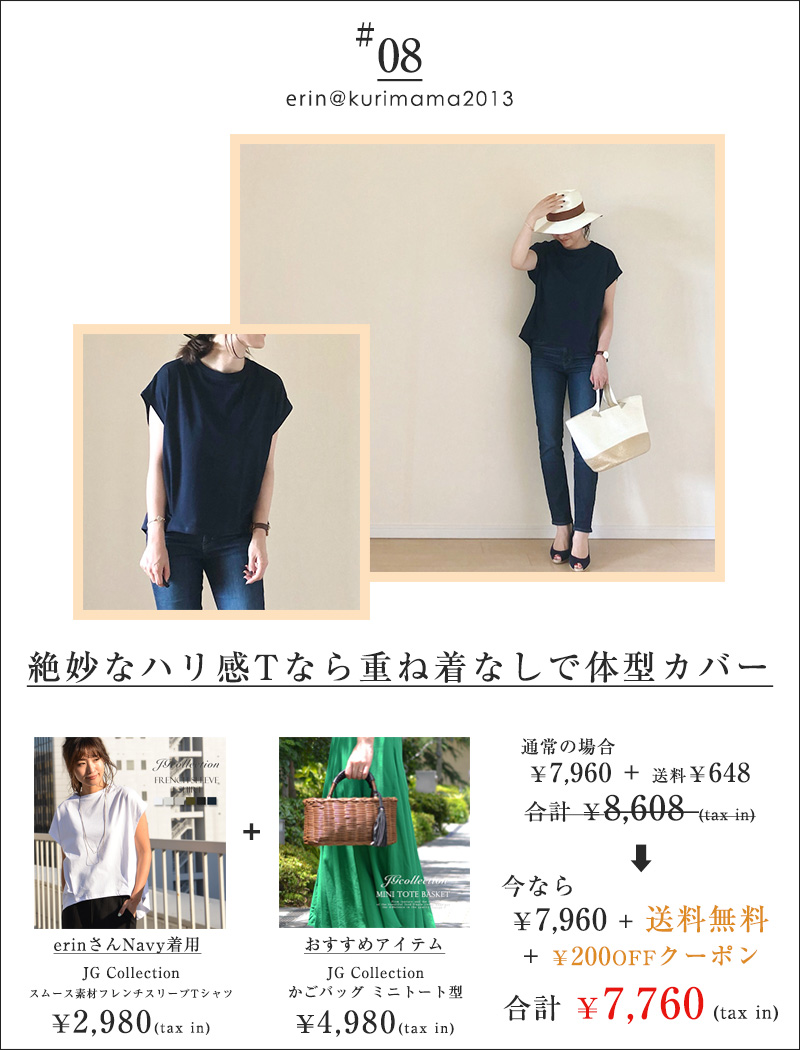 #08
erin@kurimama2013
絶妙なハリ感Tなら重ね着なしで体型カバー
JGcollection
FRENCH SLEEVE
+
JGcollection
MINI TOTE BASKET
erinさんNavy着用
JG Collection
スムース素材フレンチスリーブTシャツ
¥2,980(tax in)
おすすめアイテム
JG Collection
かごバッグ ミニトート型
¥4,980(tax in)
通常の場合
¥7,960 + 送料¥648
合計 ¥8,608 (tax in)
今なら
¥7,960 + 送料無料
+ ¥200OFFクーポン
合計 ¥7,760 (tax in)